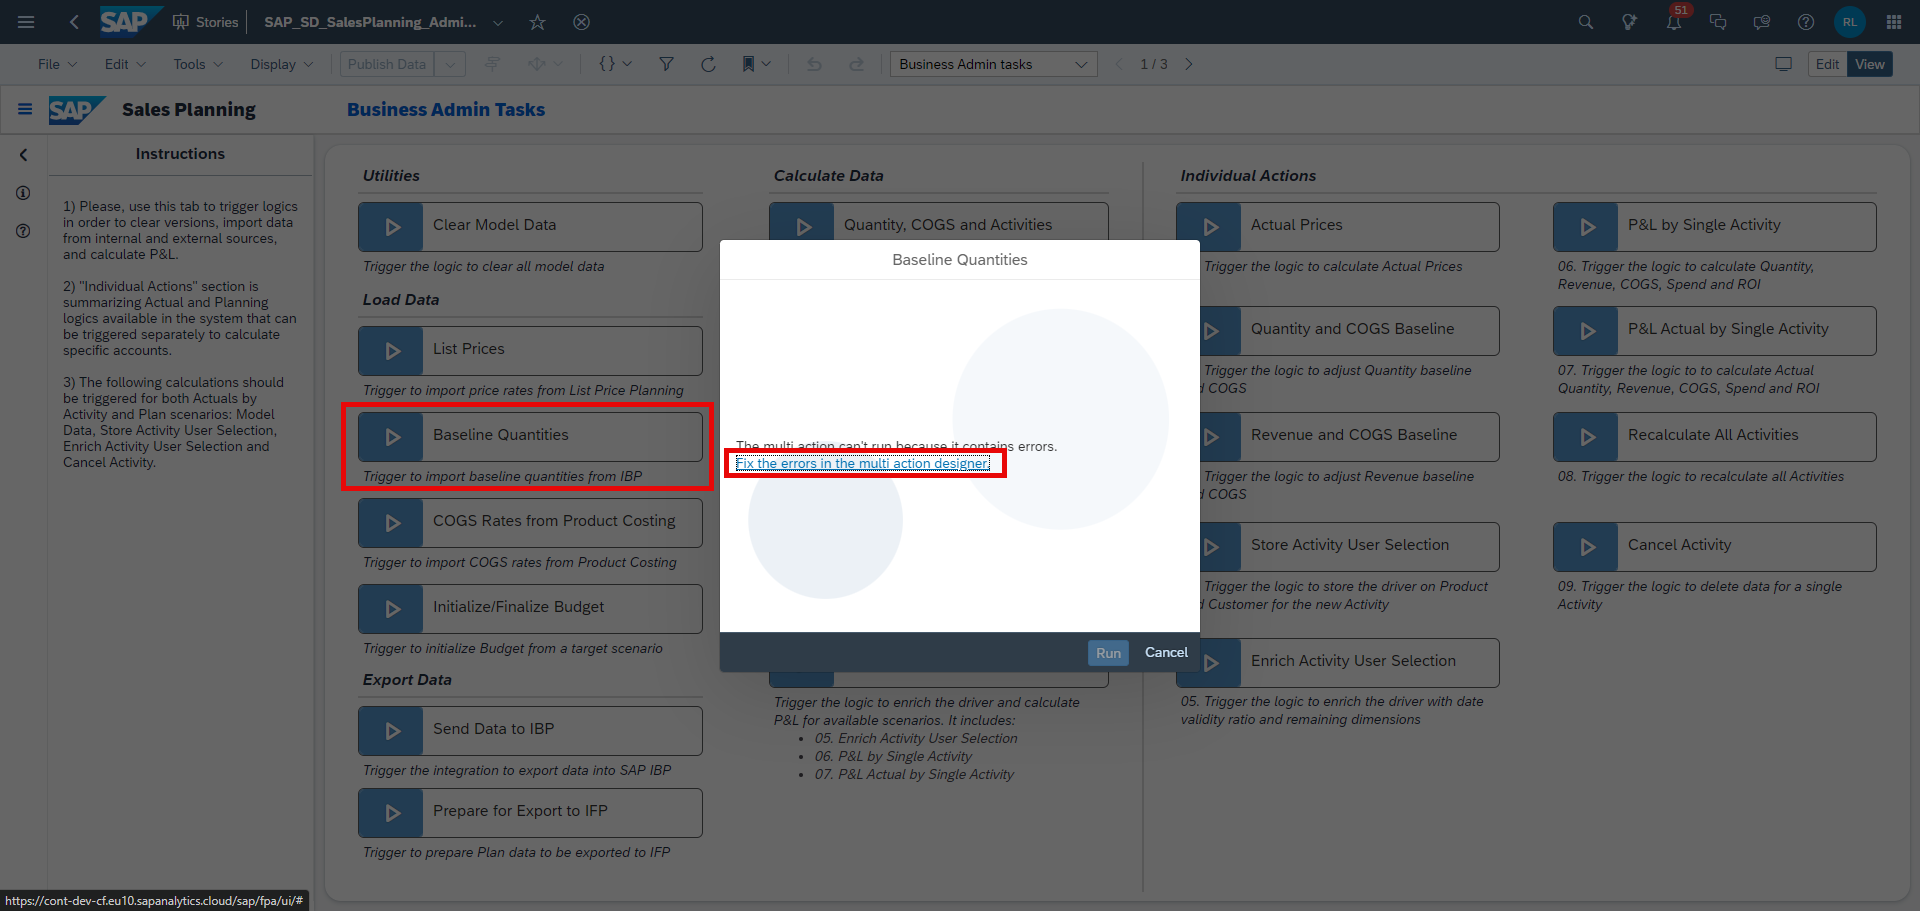 SAP Stories SAP_SD_SalesPlanning_Admi... 51 RL
File Edit Tools Display Publish Data { } Business Admin tasks 1 / 3 Edit View
SAP Sales Planning Business Admin Tasks
Instructions
1) Please, use this tab to trigger logics
in order to clear versions, import data
from internal and external sources,
and calculate P&L.
2) "Individual Actions" section is
summarizing Actual and Planning
logics available in the system that can
be triggered separately to calculate
specific accounts.
3) The following calculations should
be triggered for both Actuals by
Activity and Plan scenarios: Model
Data, Store Activity User Selection,
Enrich Activity User Selection and
Cancel Activity.
Utilities
Clear Model Data
Trigger the logic to clear all model data
Load Data
List Prices
Trigger to import price rates from List Price Planning
Baseline Quantities
Trigger to import baseline quantities from IBP
COGS Rates from Product Costing
Trigger to import COGS rates from Product Costing
Initialize/Finalize Budget
Trigger to initialize Budget from a target scenario
Export Data
Send Data to IBP
Trigger the integration to export data into SAP IBP
Prepare for Export to IFP
Trigger to prepare Plan data to be exported to IFP
Calculate Data
Quantity, COGS and Activities
Baseline Quantities
The multi action can't run because it contains errors.
Fix the errors in the multi action designer.
Run Cancel
Trigger the logic to enrich the driver and calculate
P&L for available scenarios. It includes:
• 05. Enrich Activity User Selection
• 06. P&L by Single Activity
• 07. P&L Actual by Single Activity
Individual Actions
Actual Prices
Trigger the logic to calculate Actual Prices
Quantity and COGS Baseline
Trigger the logic to adjust Quantity baseline
COGS
Revenue and COGS Baseline
Trigger the logic to adjust Revenue baseline
COGS
Store Activity User Selection
Trigger the logic to store the driver on Product
Customer for the new Activity
Enrich Activity User Selection
05. Trigger the logic to enrich the driver with date
validity ratio and remaining dimensions
P&L by Single Activity
06. Trigger the logic to calculate Quantity,
Revenue, COGS, Spend and ROI
P&L Actual by Single Activity
07. Trigger the logic to to calculate Actual
Quantity, Revenue, COGS, Spend and ROI
Recalculate All Activities
08. Trigger the logic to recalculate all Activities
Cancel Activity
09. Trigger the logic to delete data for a single
Activity
https://cont-dev-cf.eu10.sapanalytics.cloud/sap/fpa/ui/#